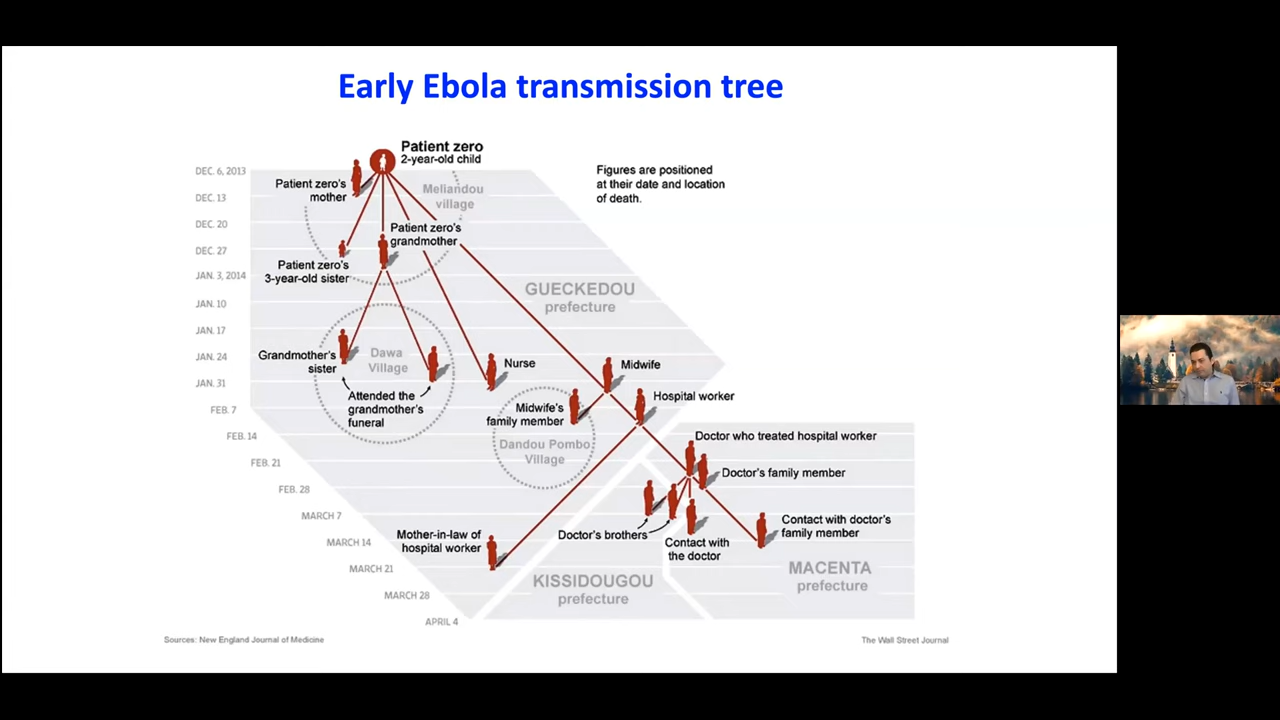 Early Ebola transmission tree
Patient zero
2-year-old child
DEC. 6, 2013
Figures are positioned
at their date and location
of death.
Patient zero's
mother
Meliandou
village
DEC. 13
DEC. 20
Patient zero's
grandmother
DEC. 27
Patient zero's
3-year-old sister
JAN. 3, 2014
GUECKEDOU
prefecture
JAN. 10
JAN. 17
JAN. 24
Grandmother's
sister
Dawa
Village
Nurse
Midwife
JAN. 31
Attended the
grandmother's
funeral
Hospital worker
FEB. 7
Midwife's
family member
FEB. 14
Dandou Pombo
Village
Doctor who treated hospital worker
FEB. 21
Doctor's family member
FEB. 28
MARCH 7
Mother-in-law of
hospital worker
Doctor's brothers
Contact with
the doctor
Contact with doctor's
family member
MARCH 14
MARCH 21
KISSIDOUGOU
prefecture
MACENTA
prefecture
MARCH 28
APRIL 4
Sources: New England Journal of Medicine
The Wall Street Journal